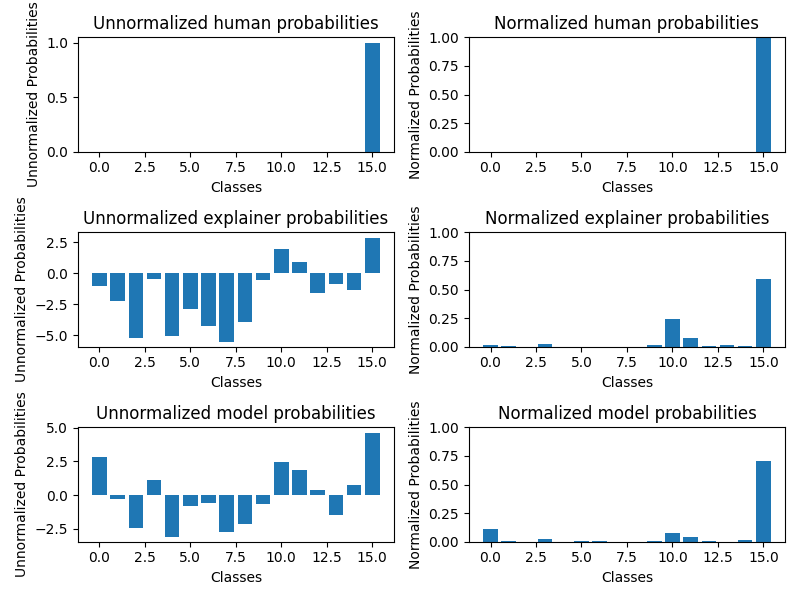 Unnormalized human probabilities
Unnormalized Probabilities
1.0
0.5
0.0
0.0 2.5 5.0 7.5 10.0 12.5 15.0
Classes
Normalized human probabilities
Normalized Probabilities
1.00
0.75
0.50
0.25
0.00
0.0 2.5 5.0 7.5 10.0 12.5 15.0
Classes
Unnormalized explainer probabilities
Unnormalized Probabilities
2.5
0.0
−2.5
−5.0
0.0 2.5 5.0 7.5 10.0 12.5 15.0
Classes
Normalized explainer probabilities
Normalized Probabilities
1.00
0.75
0.50
0.25
0.00
0.0 2.5 5.0 7.5 10.0 12.5 15.0
Classes
Unnormalized model probabilities
Unnormalized Probabilities
5.0
2.5
0.0
−2.5
0.0 2.5 5.0 7.5 10.0 12.5 15.0
Classes
Normalized model probabilities
Normalized Probabilities
1.00
0.75
0.50
0.25
0.00
0.0 2.5 5.0 7.5 10.0 12.5 15.0
Classes